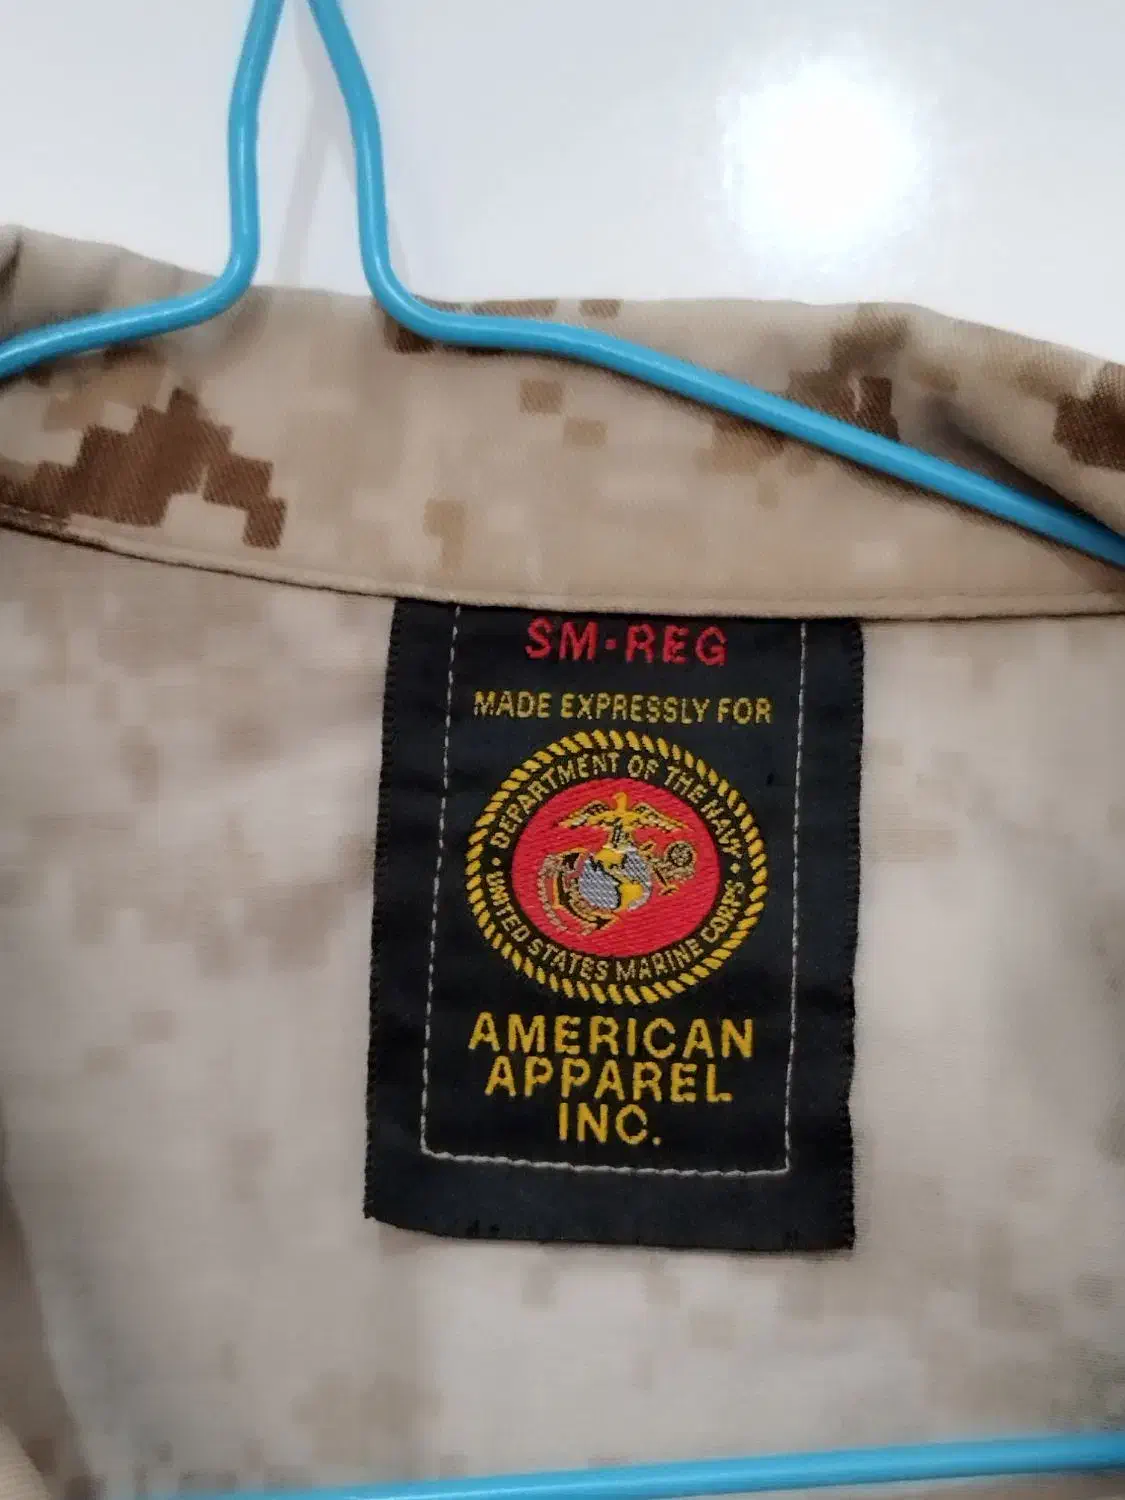 SM·REG
MADE EXPRESSLY FOR
• DEPARTMENT OF THE NAVY •
UNITED STATES MARINE CORPS
AMERICAN
APPAREL
INC.